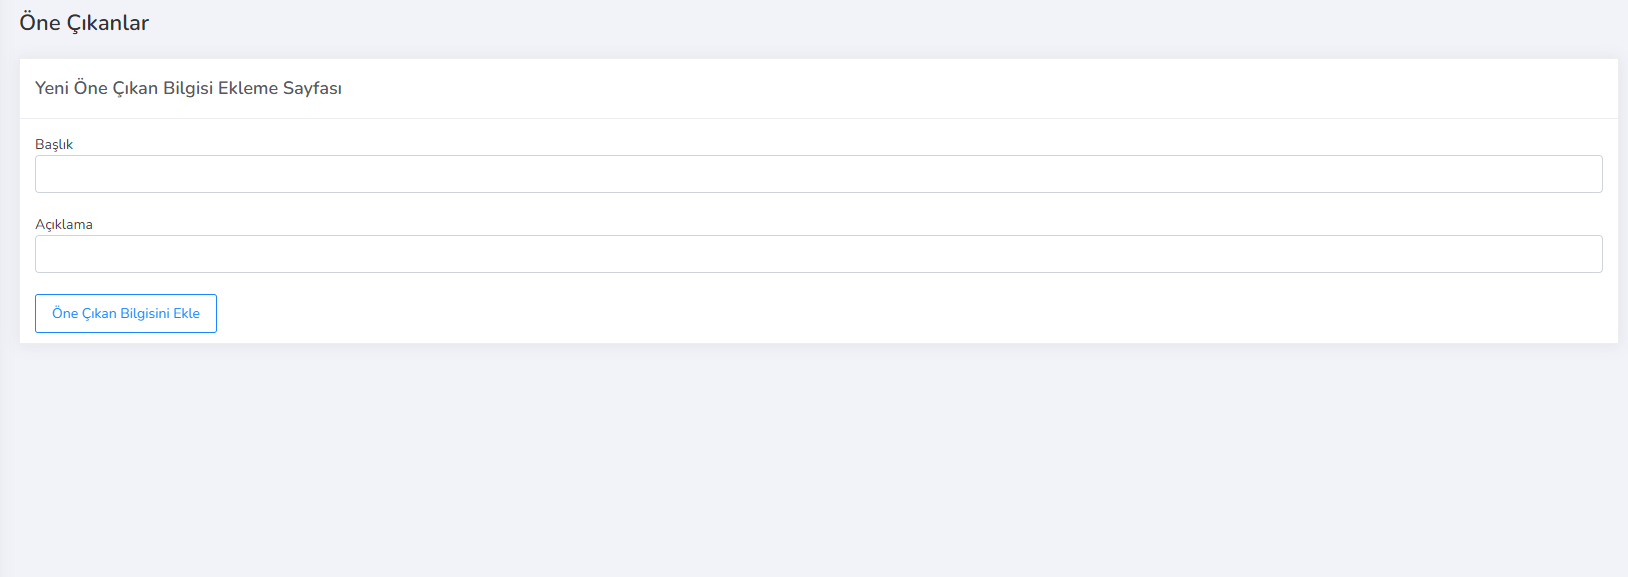 Öne Çıkanlar
Yeni Öne Çıkan Bilgisi Ekleme Sayfası
Başlık
Açıklama
Öne Çıkan Bilgisini Ekle